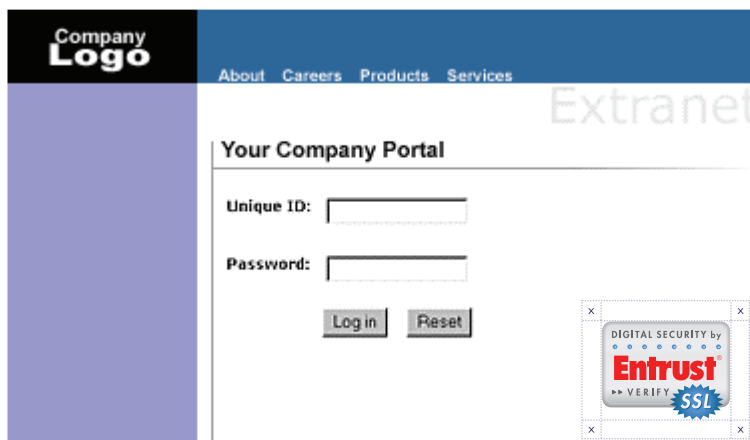 Company
Logo
About Careers Products Services
Extranet
Your Company Portal
Unique ID:
Password:
Log in Reset
x x
DIGITAL SECURITY by
Entrust®
▸▸ VERIFY
SSL
x x